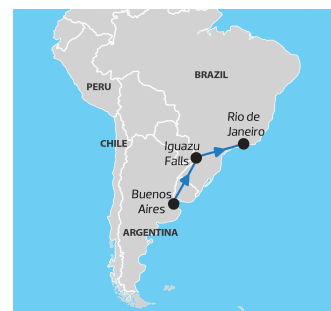 BRAZIL
PERU
Rio de
Janeiro
CHILE
Iguazu
Falls
Buenos
Aires
ARGENTINA